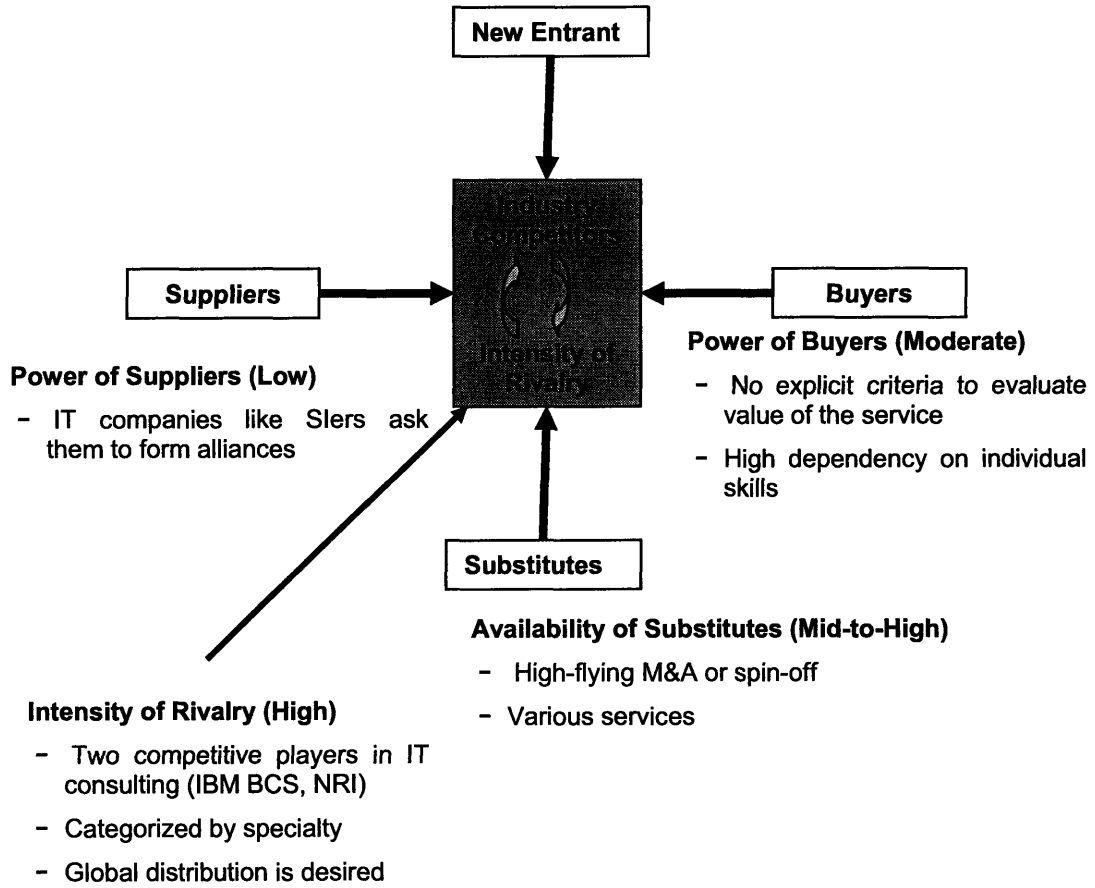 New Entrant
Industry
Competitors
Suppliers
Buyers
Intensity of
Rivalry
Power of Buyers (Moderate)
- No explicit criteria to evaluate
value of the service
- High dependency on individual
skills
Power of Suppliers (Low)
- IT companies like SIers ask
them to form alliances
Substitutes
Availability of Substitutes (Mid-to-High)
- High-flying M&A or spin-off
- Various services
Intensity of Rivalry (High)
- Two competitive players in IT
consulting (IBM BCS, NRI)
- Categorized by specialty
- Global distribution is desired